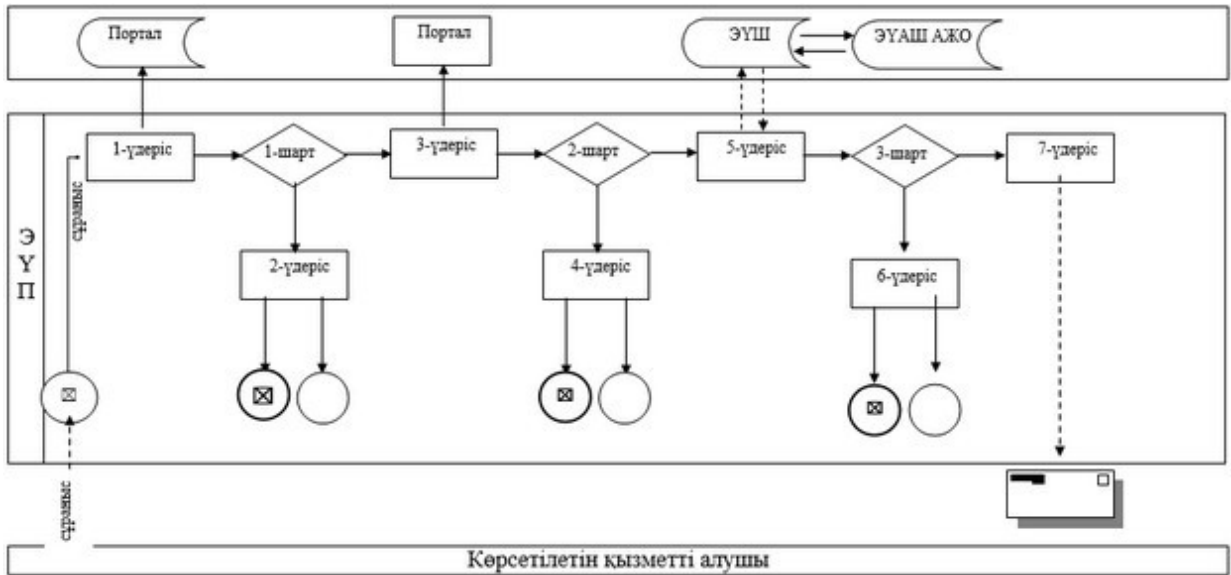 Портал
Портал
ЭҮШ
ЭҮАШ АЖО
1-үдеріс
1-шарт
3-үдеріс
2-шарт
5-үдеріс
3-шарт
7-үдеріс
сұраныс
ЭҮП
2-үдеріс
4-үдеріс
6-үдеріс
сұраныс
Көрсетілетін қызметті алушы